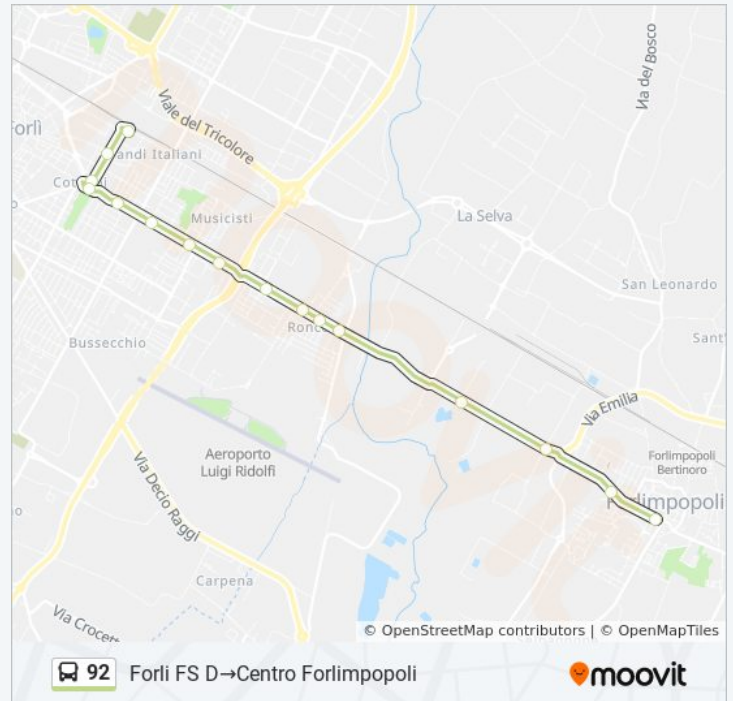 Via del Bosco
Viale del Tricolore
Forlì
andi Italiani
Musicisti
La Selva
San Leonardo
Ronc
Bussecchio
Sant'
Via Emilia
Aeroporto
Luigi Ridolfi
Forlimpopoli
Bertinoro
Forlimpopoli
Via Decio Raggi
Carpena
Via Crocett
© OpenStreetMap contributors | © OpenMapTiles
92 Forli FS D→Centro Forlimpopoli moovit